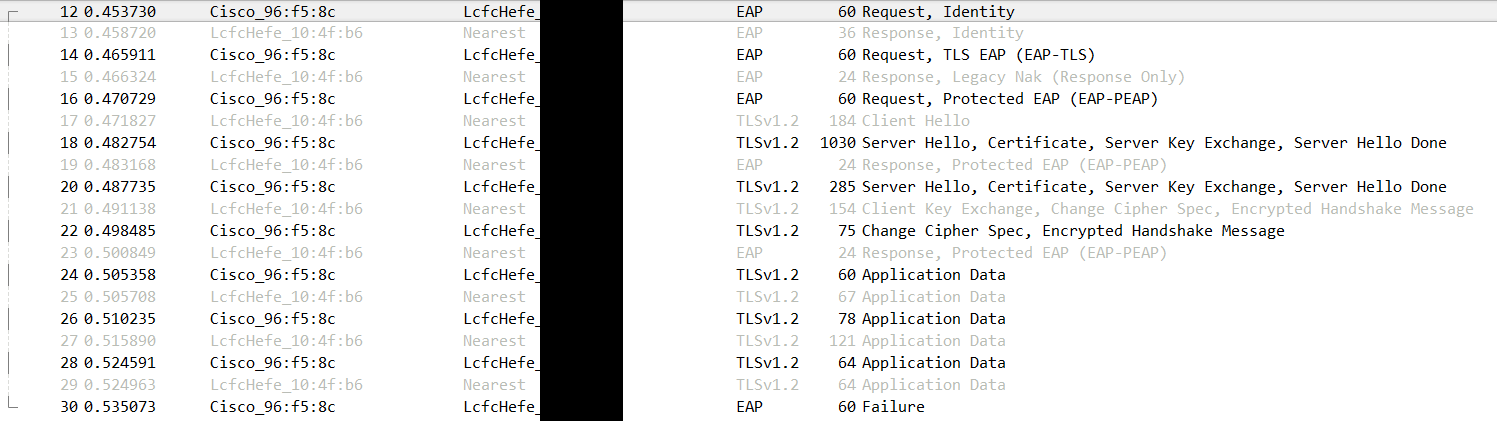 12 0.453730 Cisco_96:f5:8c LcfcHefe_ EAP 60 Request, Identity
13 0.458720 LcfcHefe_10:4f:b6 Nearest EAP 36 Response, Identity
14 0.465911 Cisco_96:f5:8c LcfcHefe_ EAP 60 Request, TLS EAP (EAP-TLS)
15 0.466324 LcfcHefe_10:4f:b6 Nearest EAP 24 Response, Legacy Nak (Response Only)
16 0.470729 Cisco_96:f5:8c LcfcHefe_ EAP 60 Request, Protected EAP (EAP-PEAP)
17 0.471827 LcfcHefe_10:4f:b6 Nearest TLSv1.2 184 Client Hello
18 0.482754 Cisco_96:f5:8c LcfcHefe_ TLSv1.2 1030 Server Hello, Certificate, Server Key Exchange, Server Hello Done
19 0.483168 LcfcHefe_10:4f:b6 Nearest EAP 24 Response, Protected EAP (EAP-PEAP)
20 0.487735 Cisco_96:f5:8c LcfcHefe_ TLSv1.2 285 Server Hello, Certificate, Server Key Exchange, Server Hello Done
21 0.491138 LcfcHefe_10:4f:b6 Nearest TLSv1.2 154 Client Key Exchange, Change Cipher Spec, Encrypted Handshake Message
22 0.498485 Cisco_96:f5:8c LcfcHefe_ TLSv1.2 75 Change Cipher Spec, Encrypted Handshake Message
23 0.500849 LcfcHefe_10:4f:b6 Nearest EAP 24 Response, Protected EAP (EAP-PEAP)
24 0.505358 Cisco_96:f5:8c LcfcHefe_ TLSv1.2 60 Application Data
25 0.505708 LcfcHefe_10:4f:b6 Nearest TLSv1.2 67 Application Data
26 0.510235 Cisco_96:f5:8c LcfcHefe_ TLSv1.2 78 Application Data
27 0.515890 LcfcHefe_10:4f:b6 Nearest TLSv1.2 121 Application Data
28 0.524591 Cisco_96:f5:8c LcfcHefe_ TLSv1.2 64 Application Data
29 0.524963 LcfcHefe_10:4f:b6 Nearest TLSv1.2 64 Application Data
30 0.535073 Cisco_96:f5:8c LcfcHefe_ EAP 60 Failure